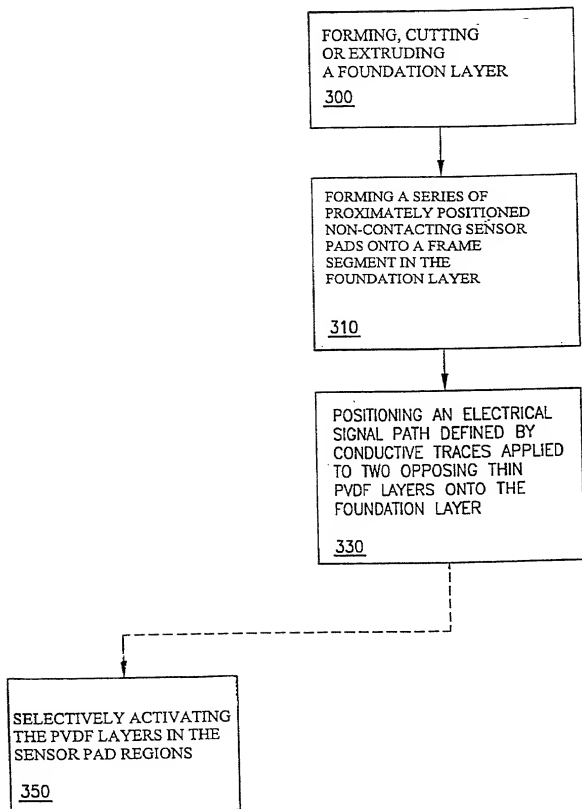 FORMING, CUTTING
OR EXTRUDING
A FOUNDATION LAYER
300
FORMING A SERIES OF
PROXIMATELY POSITIONED
NON-CONTACTING SENSOR
PADS ONTO A FRAME
SEGMENT IN THE
FOUNDATION LAYER
310
POSITIONING AN ELECTRICAL
SIGNAL PATH DEFINED BY
CONDUCTIVE TRACES APPLIED
TO TWO OPPOSING THIN
PVDF LAYERS ONTO THE
FOUNDATION LAYER
330
SELECTIVELY ACTIVATING
THE PVDF LAYERS IN THE
SENSOR PAD REGIONS
350